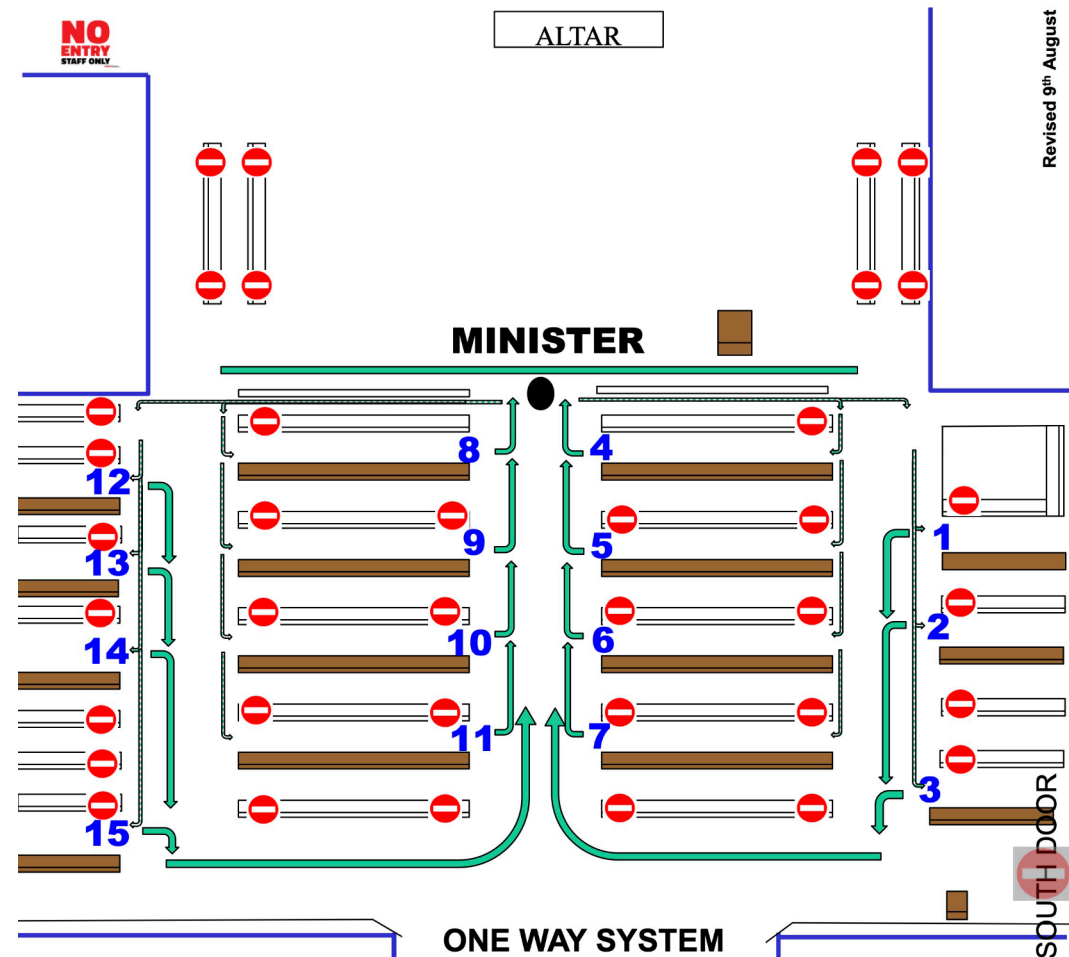 NO
ENTRY
STAFF ONLY
ALTAR
Revised 9th August
MINISTER
8
4
12
9
5
1
13
10
6
2
14
11
7
3
15
SOUTH DOOR
ONE WAY SYSTEM